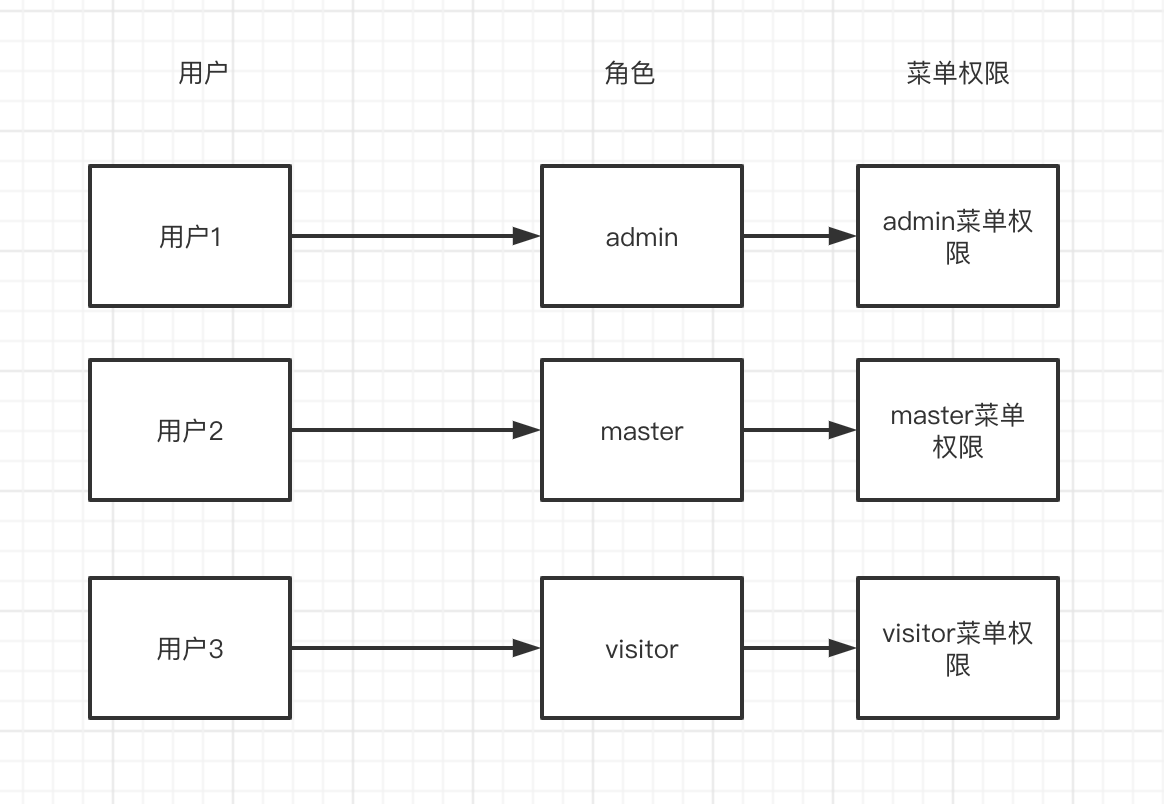 用户
角色
菜单权限
用户1
admin
admin菜单权
限
用户2
master
master菜单
权限
用户3
visitor
visitor菜单权
限